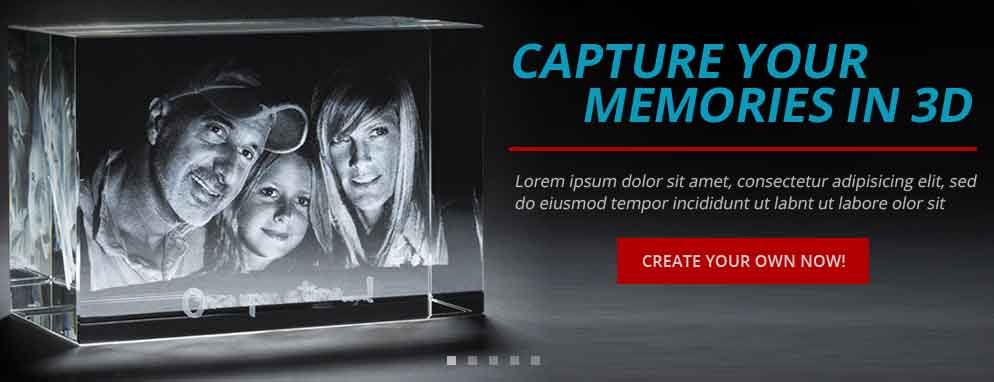 CAPTURE YOUR
MEMORIES IN 3D
Lorem ipsum dolor sit amet, consectetur adipisicing elit, sed
do eiusmod tempor incididunt ut labnt ut labore olor sit
CREATE YOUR OWN NOW!